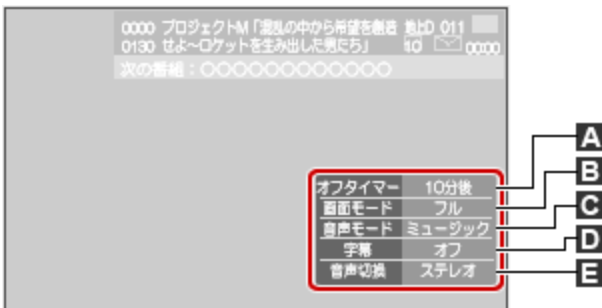 0000 プロジェクトM「混乱の中から希望を創造 地上D 011
0130 せよ～ロケットを生み出した男たち」 10 00:00
次の番組：○○○○○○○○○○○○
オフタイマー 10分後 A
画面モード フル B
音声モード ミュージック C
字幕 オフ D
音声切換 ステレオ E